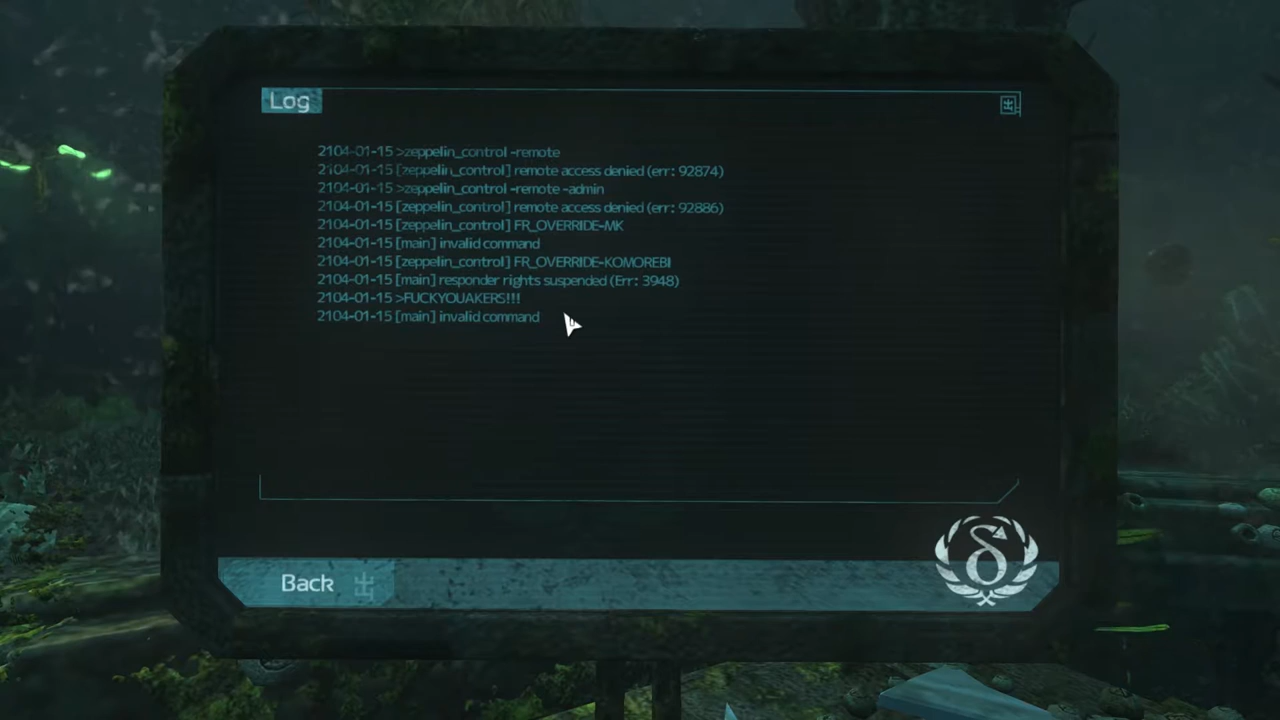 Log
2104-01-15 >zeppelin_control -remote
2104-01-15 [zeppelin_control] remote access denied (err: 92874)
2104-01-15 >zeppelin_control -remote -admin
2104-01-15 [zeppelin_control] remote access denied (err: 92886)
2104-01-15 [zeppelin_control] FR_OVERRIDE-MK
2104-01-15 [main] invalid command
2104-01-15 [zeppelin_control] FR_OVERRIDE-KOMOREBI
2104-01-15 [main] responder rights suspended (Err: 3948)
2104-01-15 >FUCKYOUAKERS!!!
2104-01-15 [main] invalid command
Back